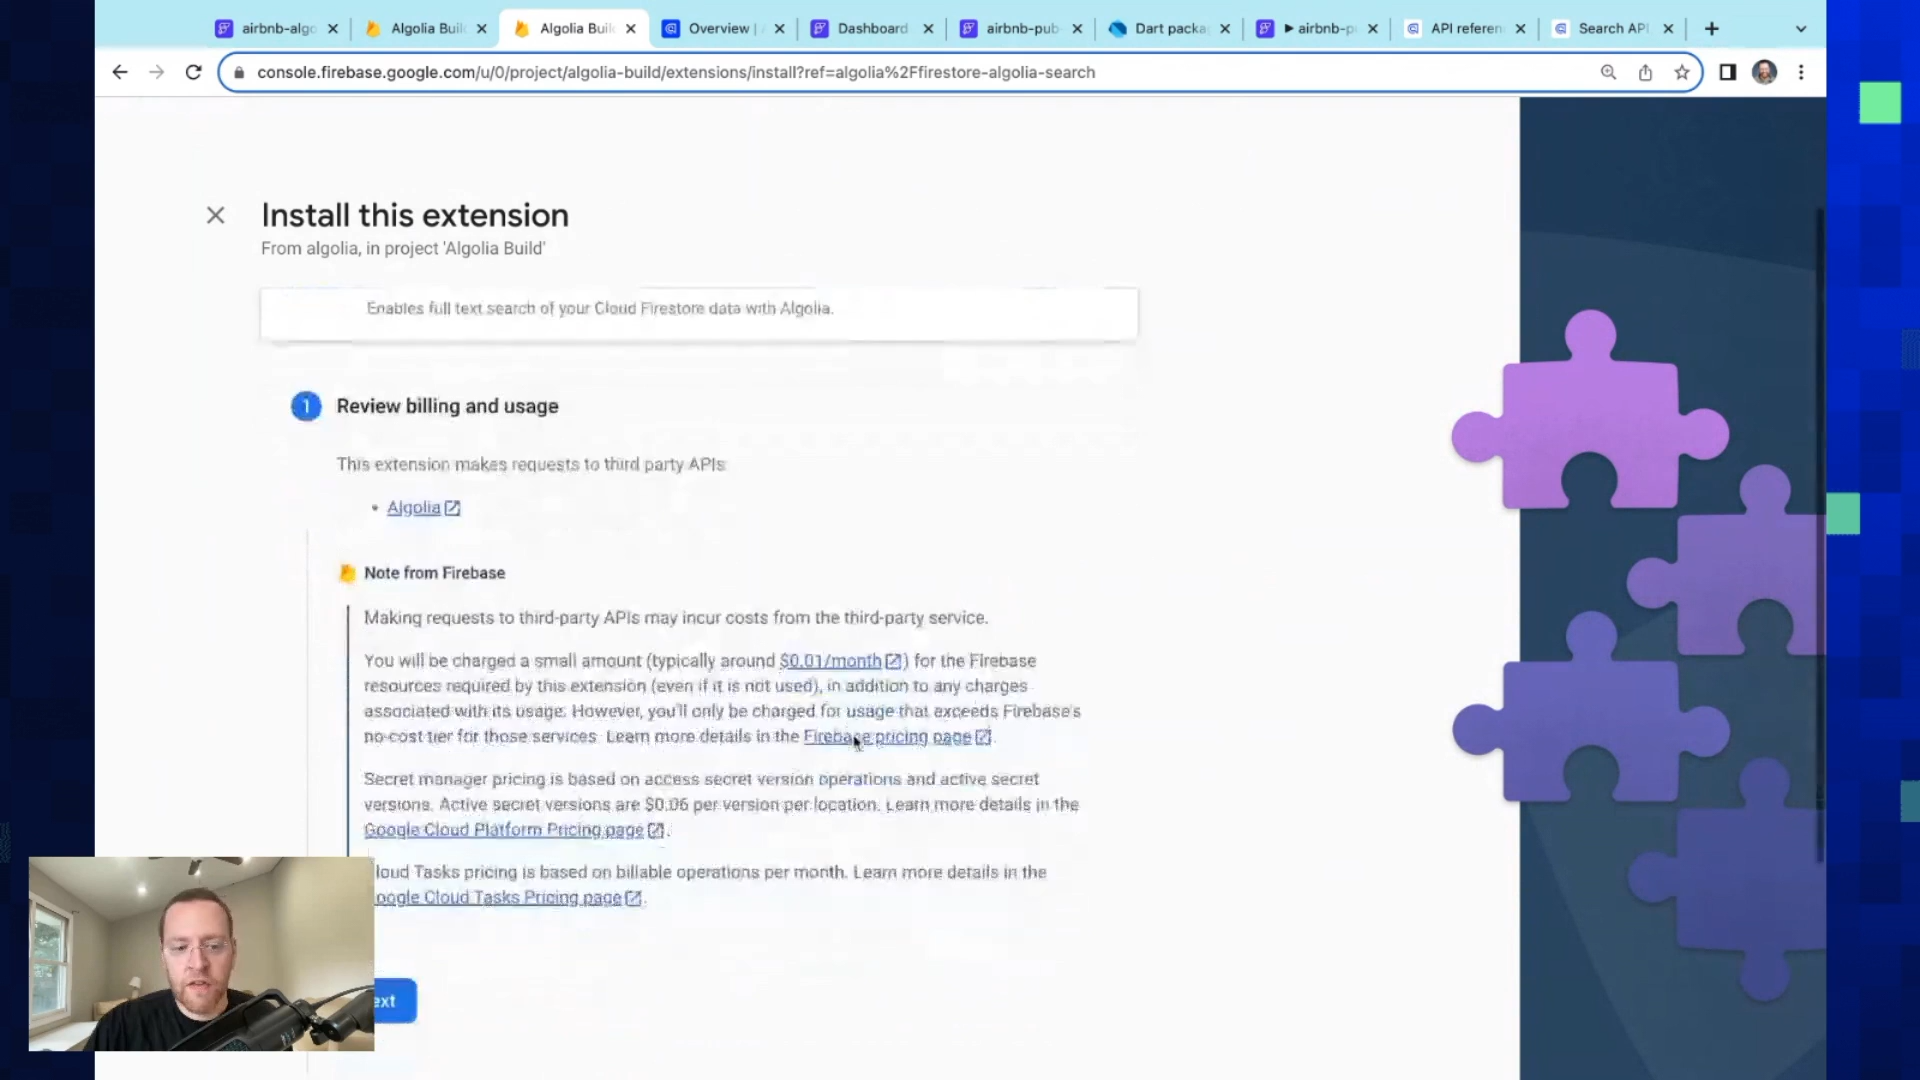 airbnb-algo
Algolia Buil
Algolia Buil
Overview | A
Dashboard
airbnb-pub
Dart packa
airbnb-p
API referen
Search API
console.firebase.google.com/u/0/project/algolia-build/extensions/install?ref=algolia%2Ffirestore-algolia-search
Install this extension
From algolia, in project 'Algolia Build'
Enables full text search of your Cloud Firestore data with Algolia.
1 Review billing and usage
This extension makes requests to third party APIs
• Algolia
Note from Firebase
Making requests to third-party APIs may incur costs from the third-party service.
You will be charged a small amount (typically around $0.01/month) for the Firebase
resources required by this extension (even if it is not used), in addition to any charges
associated with its usage. However, you'll only be charged for usage that exceeds Firebase's
no-cost tier for those services. Learn more details in the Firebase pricing page.
Secret manager pricing is based on access secret version operations and active secret
versions. Active secret versions are $0.06 per version per location. Learn more details in the
Google Cloud Platform Pricing page.
loud Tasks pricing is based on billable operations per month. Learn more details in the
oogle Cloud Tasks Pricing page.
ext